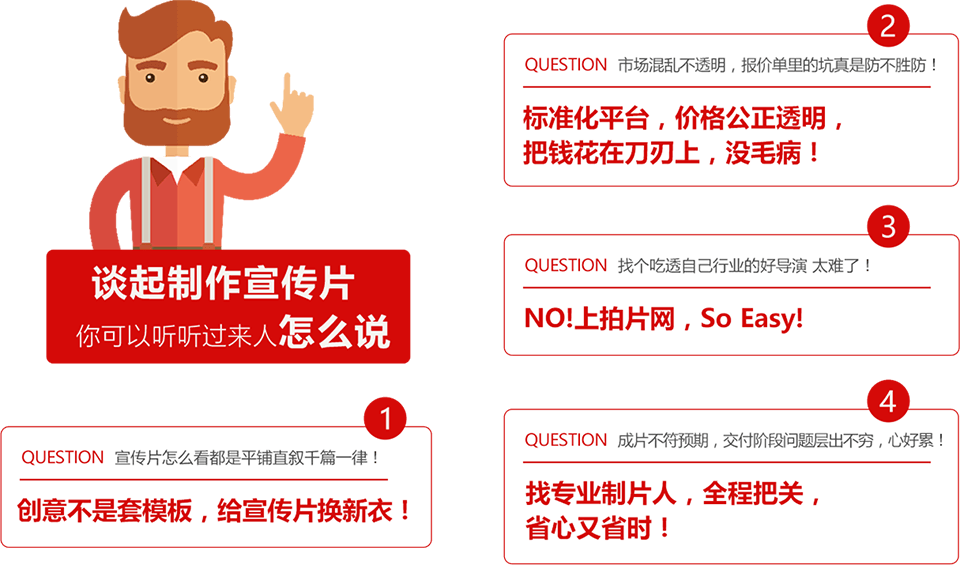 谈起制作宣传片
你可以听听过来人怎么说
1
QUESTION 宣传片怎么看都是平铺直叙千篇一律！
创意不是套模板，给宣传片换新衣！
2
QUESTION 市场混乱不透明，报价单里的坑真是防不胜防！
标准化平台，价格公正透明，
把钱花在刀刃上，没毛病！
3
QUESTION 找个吃透自己行业的好导演 太难了！
NO!上拍片网，So Easy!
4
QUESTION 成片不符预期，交付阶段问题层出不穷，心好累！
找专业制片人，全程把关，
省心又省时！